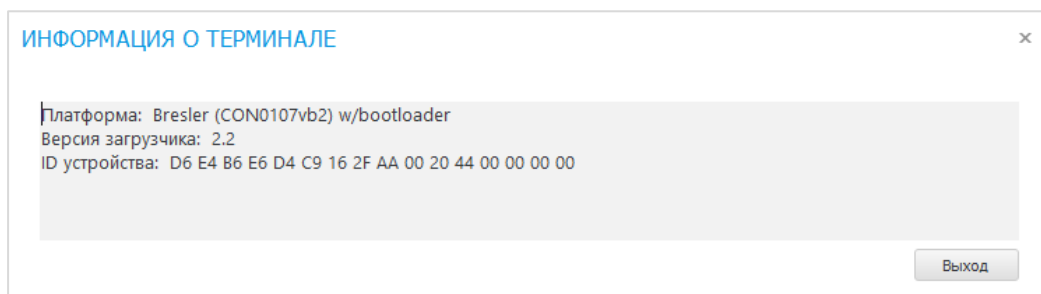 ИНФОРМАЦИЯ О ТЕРМИНАЛЕ
Платформа: Bresler (CON0107vb2) w/bootloader
Версия загрузчика: 2.2
ID устройства: D6 E4 B6 E6 D4 C9 16 2F AA 00 20 44 00 00 00 00
Выход